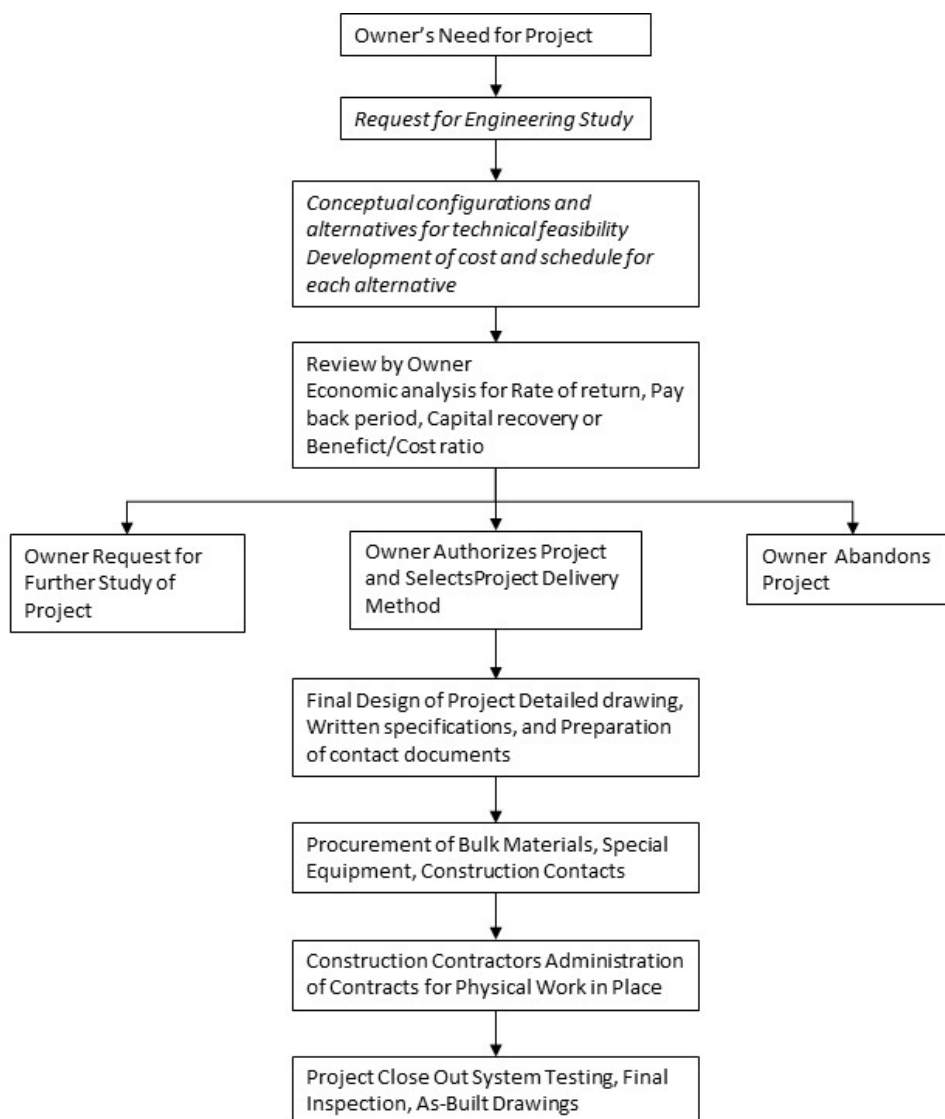 Owner’s Need for Project
Request for Engineering Study
Conceptual configurations and
alternatives for technical feasibility
Development of cost and schedule for
each alternative
Review by Owner
Economic analysis for Rate of return, Pay
back period, Capital recovery or
Benefict/Cost ratio
Owner Request for
Further Study of
Project
Owner Authorizes Project
and SelectsProject Delivery
Method
Owner Abandons
Project
Final Design of Project Detailed drawing,
Written specifications, and Preparation
of contact documents
Procurement of Bulk Materials, Special
Equipment, Construction Contacts
Construction Contractors Administration
of Contracts for Physical Work in Place
Project Close Out System Testing, Final
Inspection, As-Built Drawings